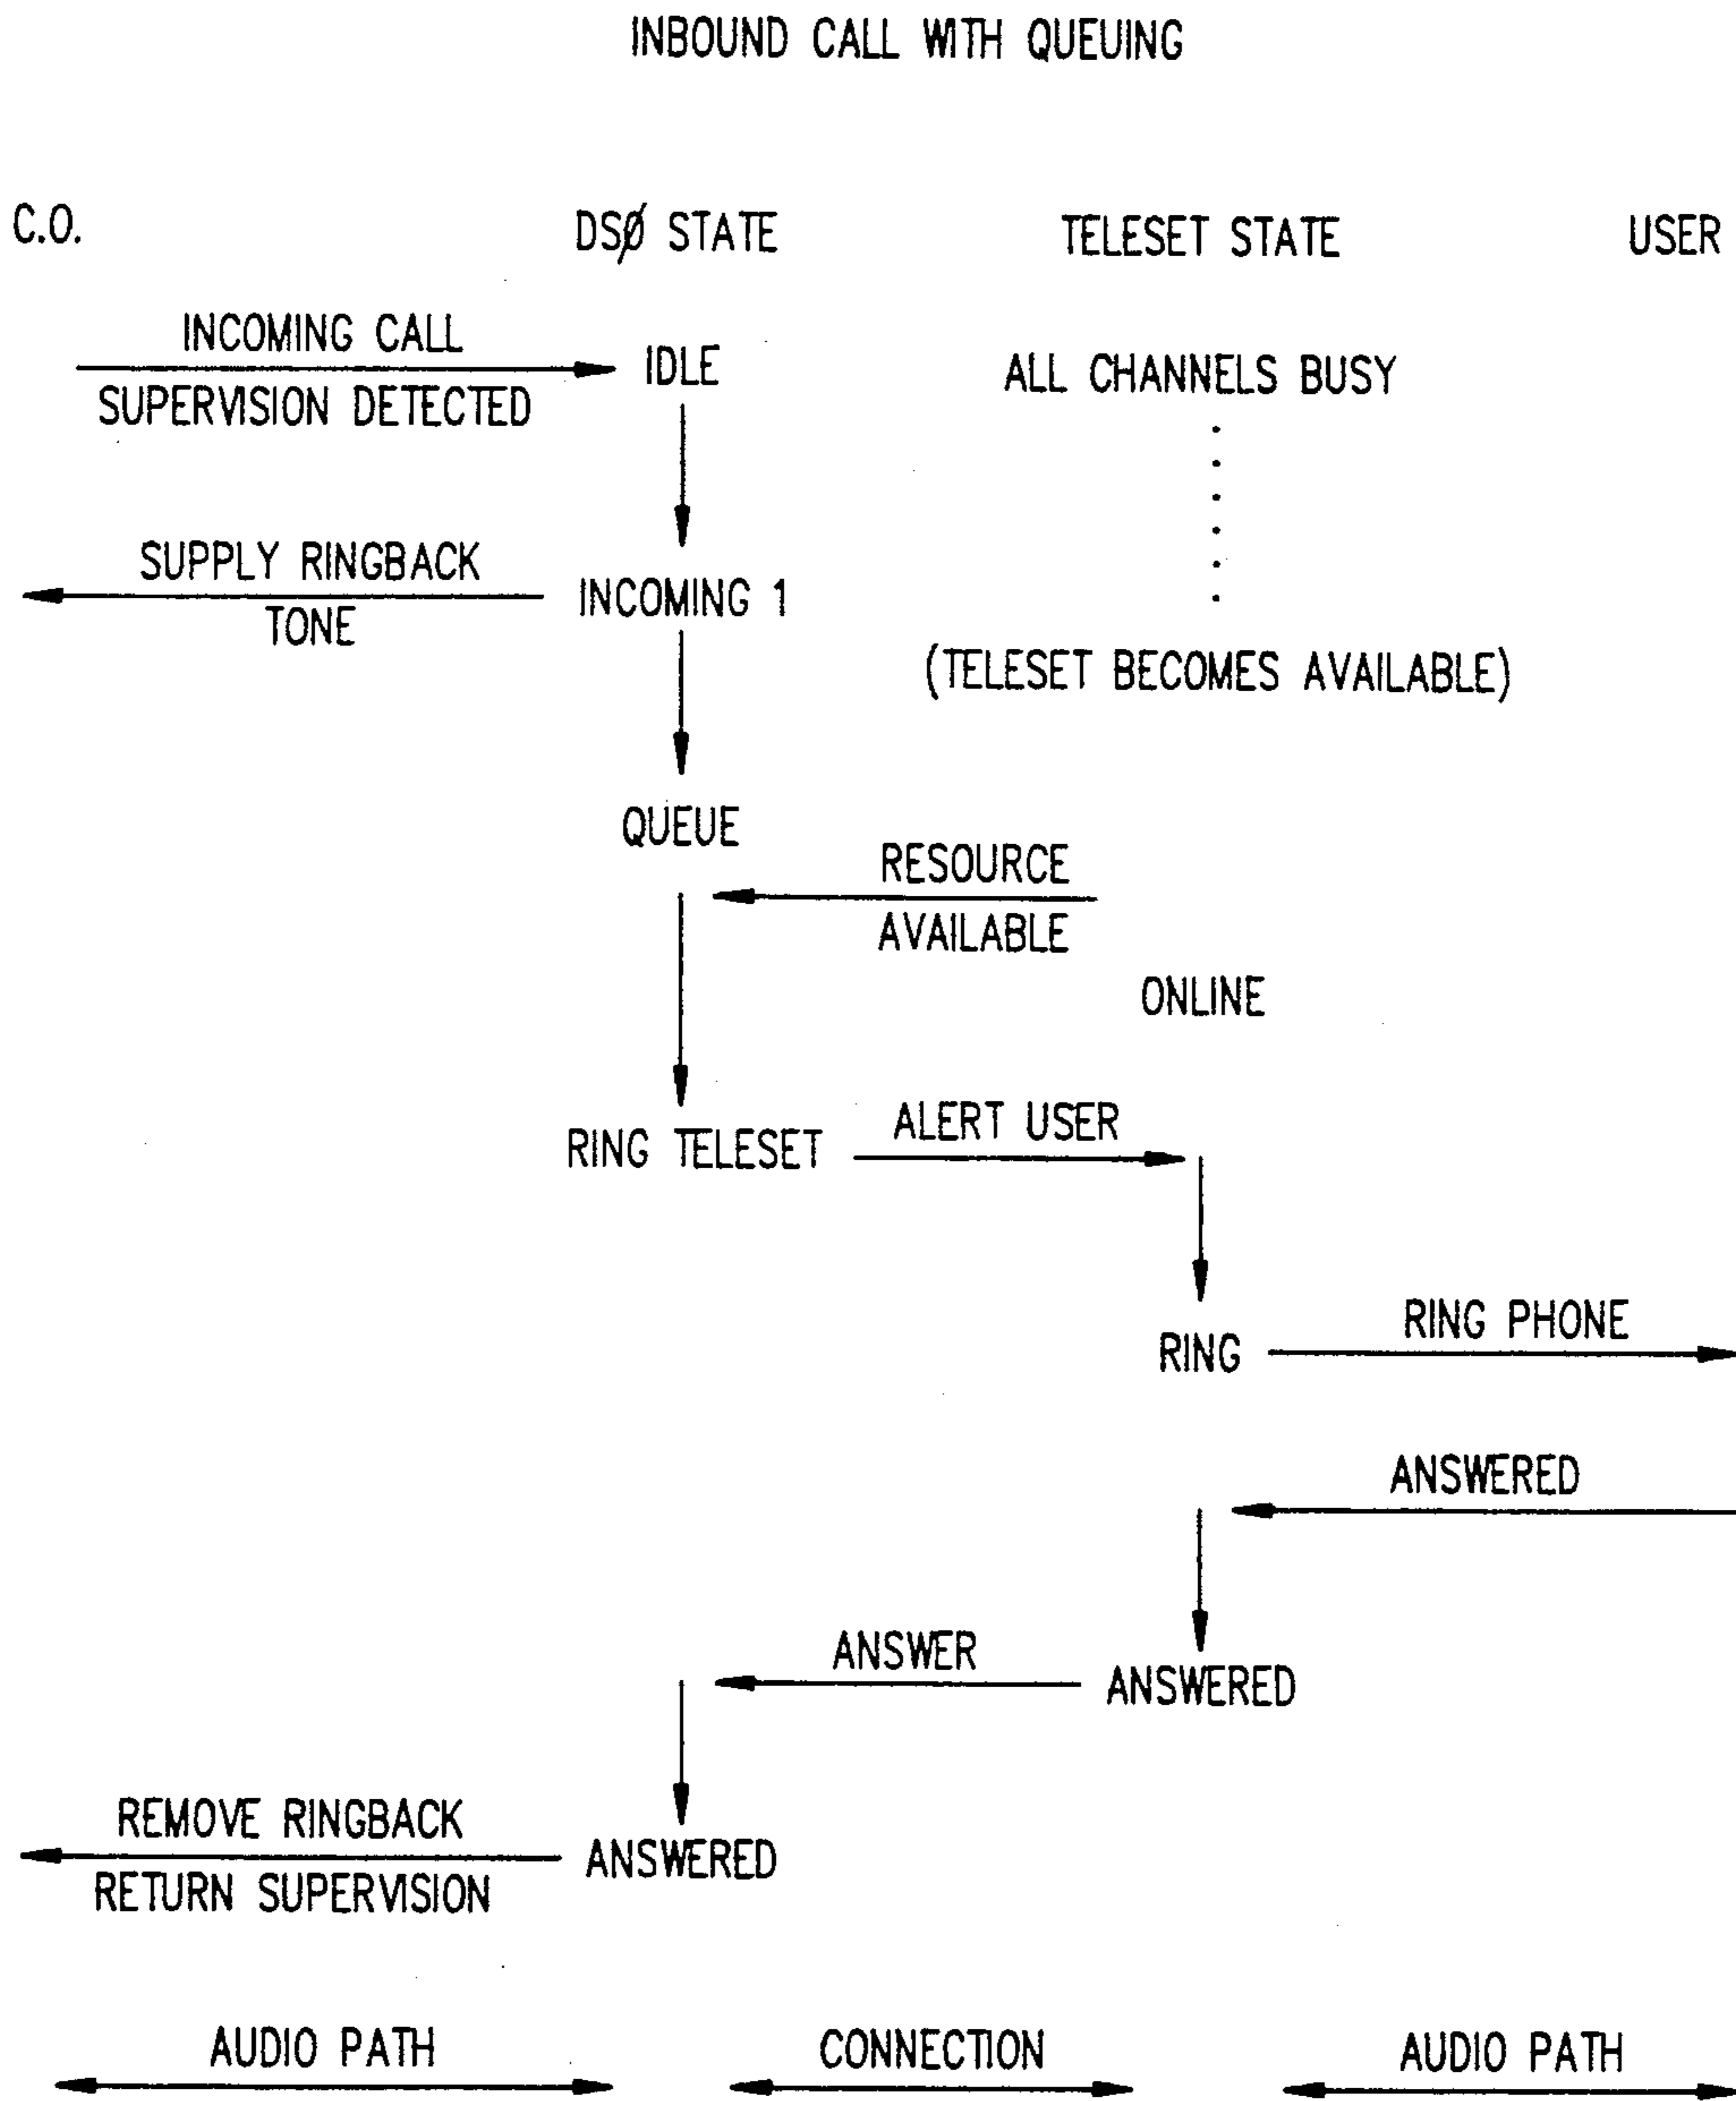 INBOUND CALL WITH QUEUING
C.O.
DSØ STATE
TELESET STATE
USER
INCOMING CALL
SUPERVISION DETECTED
IDLE
ALL CHANNELS BUSY
SUPPLY RINGBACK
TONE
INCOMING 1
(TELESET BECOMES AVAILABLE)
QUEUE
RESOURCE
AVAILABLE
ONLINE
RING TELESET
ALERT USER
RING
RING PHONE
ANSWERED
ANSWER
ANSWERED
REMOVE RINGBACK
RETURN SUPERVISION
ANSWERED
AUDIO PATH
CONNECTION
AUDIO PATH